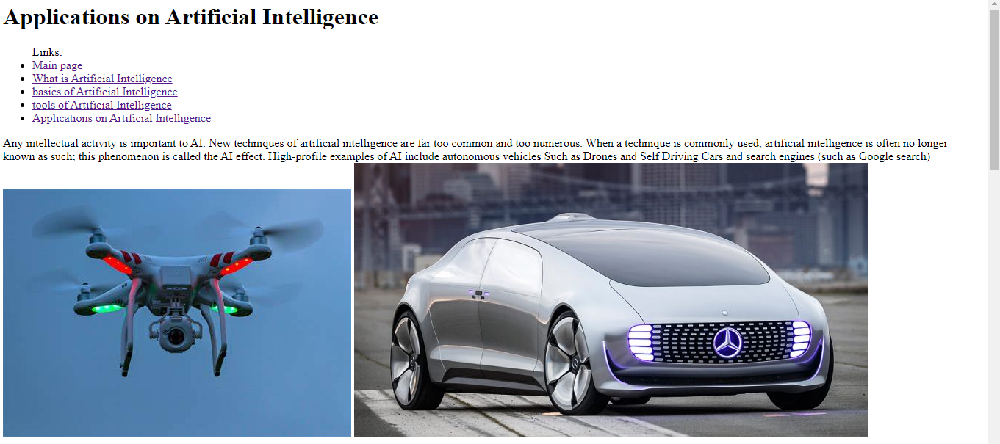 Applications on Artificial Intelligence
Links:
Main page
What is Artificial Intelligence
basics of Artificial Intelligence
tools of Artificial Intelligence
Applications on Artificial Intelligence
Any intellectual activity is important to AI. New techniques of artificial intelligence are far too common and too numerous. When a technique is commonly used, artificial intelligence is often no longer
known as such; this phenomenon is called the AI effect. High-profile examples of AI include autonomous vehicles Such as Drones and Self Driving Cars and search engines (such as Google search)